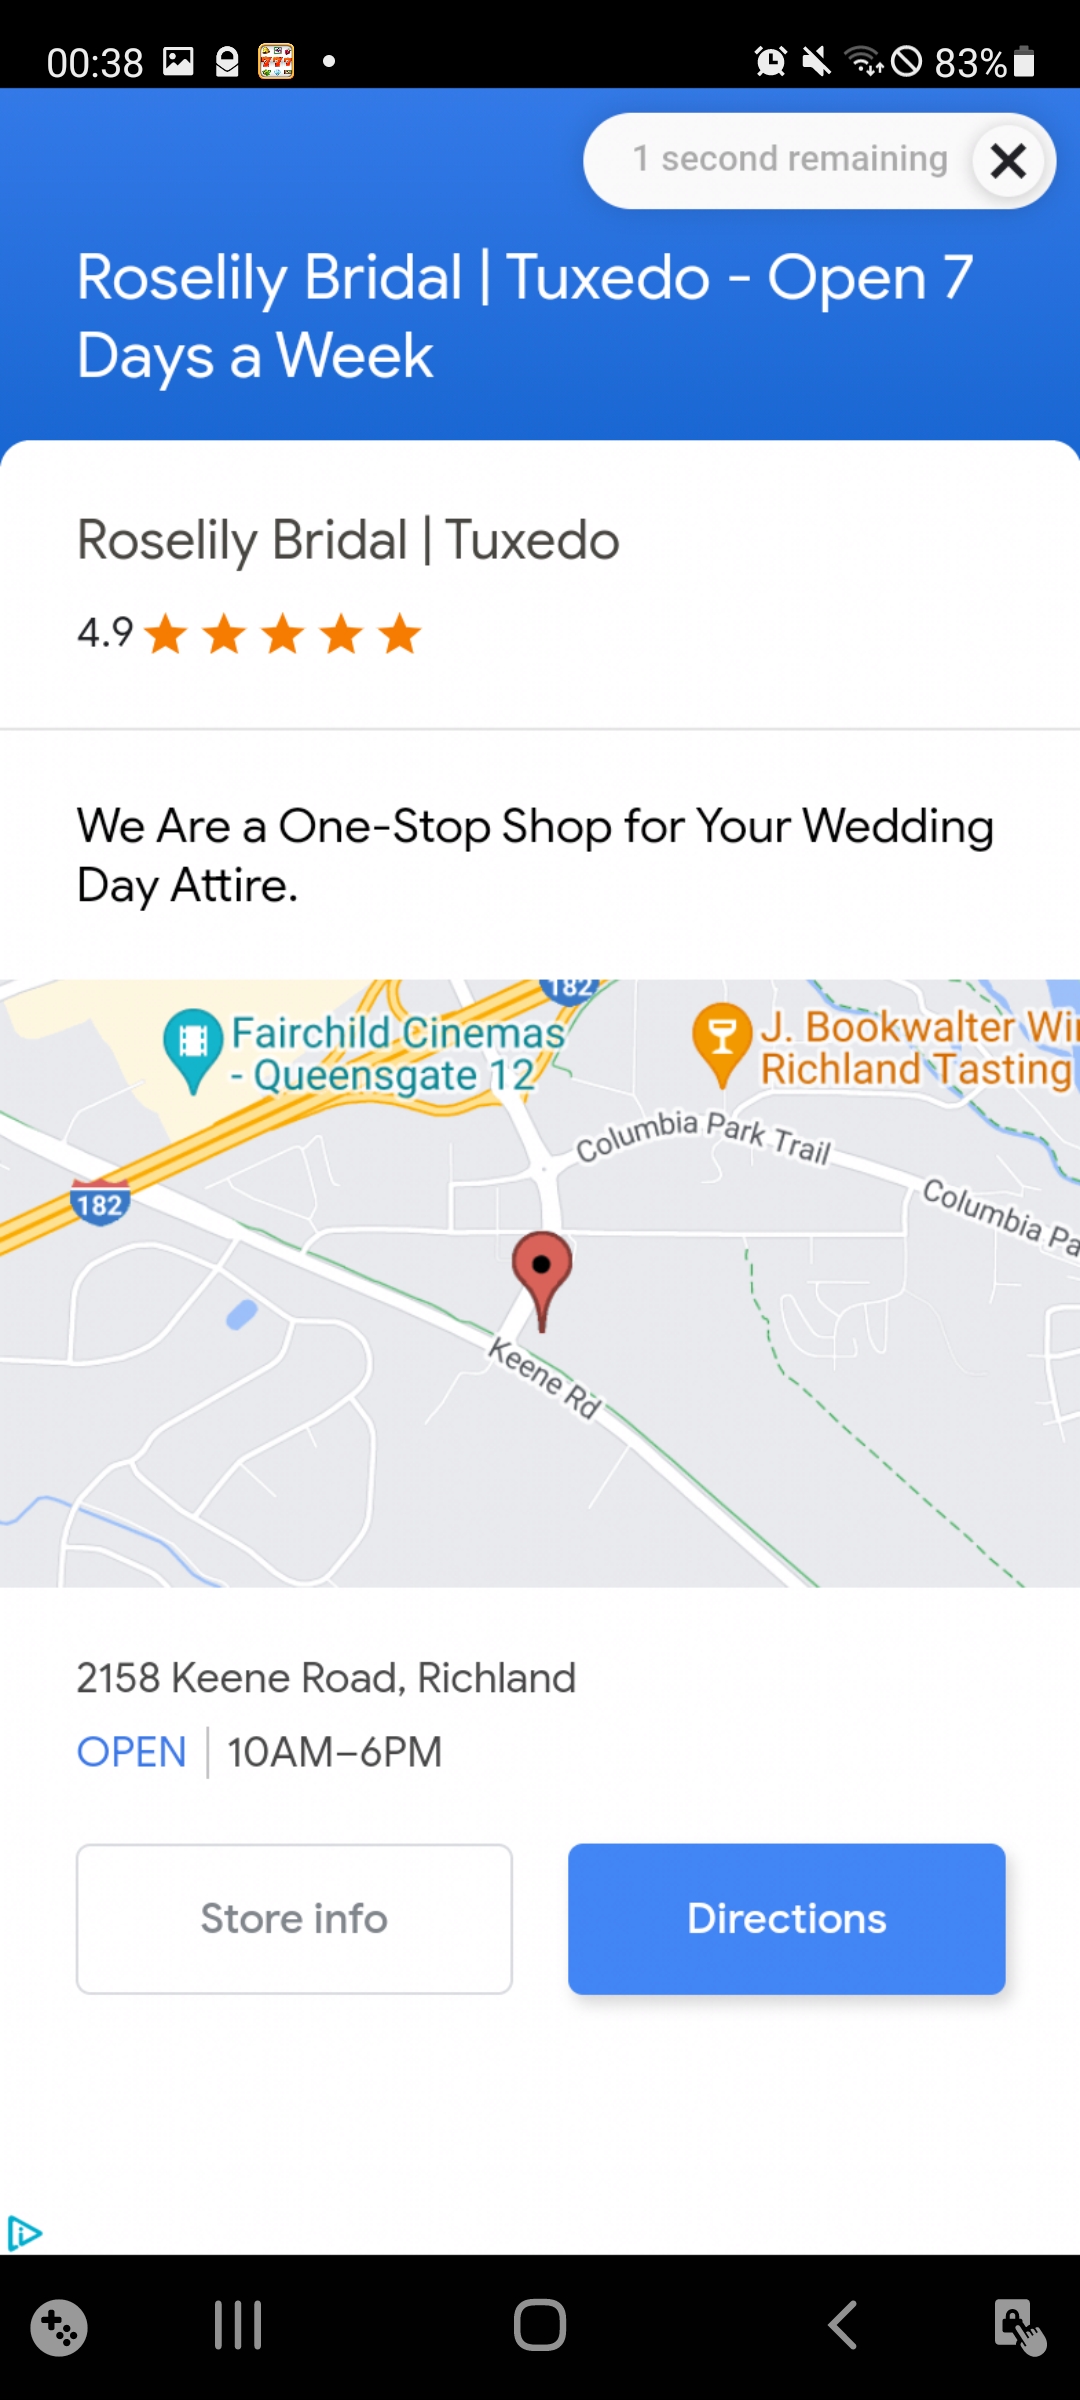 00:38
83%
1 second remaining
Roselily Bridal | Tuxedo - Open 7
Days a Week
Roselily Bridal | Tuxedo
4.9
We Are a One-Stop Shop for Your Wedding
Day Attire.
182
Fairchild Cinemas
- Queensgate 12
J. Bookwalter Wi
Richland Tasting
Columbia Park Trail
182
Columbia Pa
Keene Rd
2158 Keene Road, Richland
OPEN | 10AM–6PM
Store info
Directions